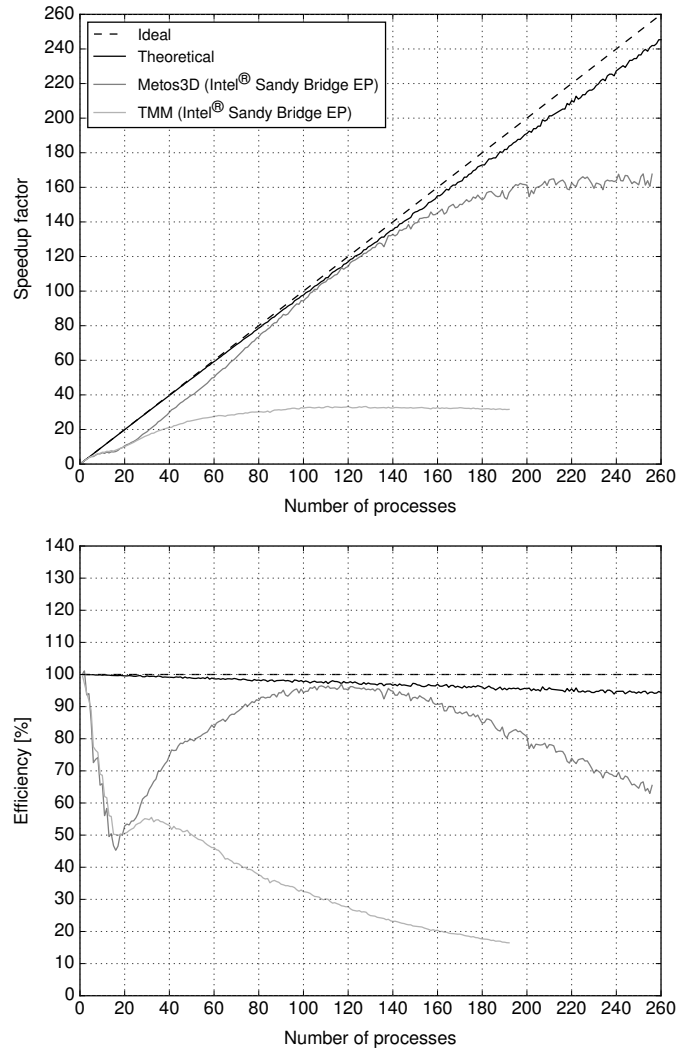 260
240
220
200
180
160
140
120
100
80
60
40
20
0
Speedup factor
Ideal
Theoretical
Metos3D (Intel® Sandy Bridge EP)
TMM (Intel® Sandy Bridge EP)
0 20 40 60 80 100 120 140 160 180 200 220 240 260
Number of processes
140
130
120
110
100
90
80
70
60
50
40
30
20
10
0
Efficiency [%]
0 20 40 60 80 100 120 140 160 180 200 220 240 260
Number of processes